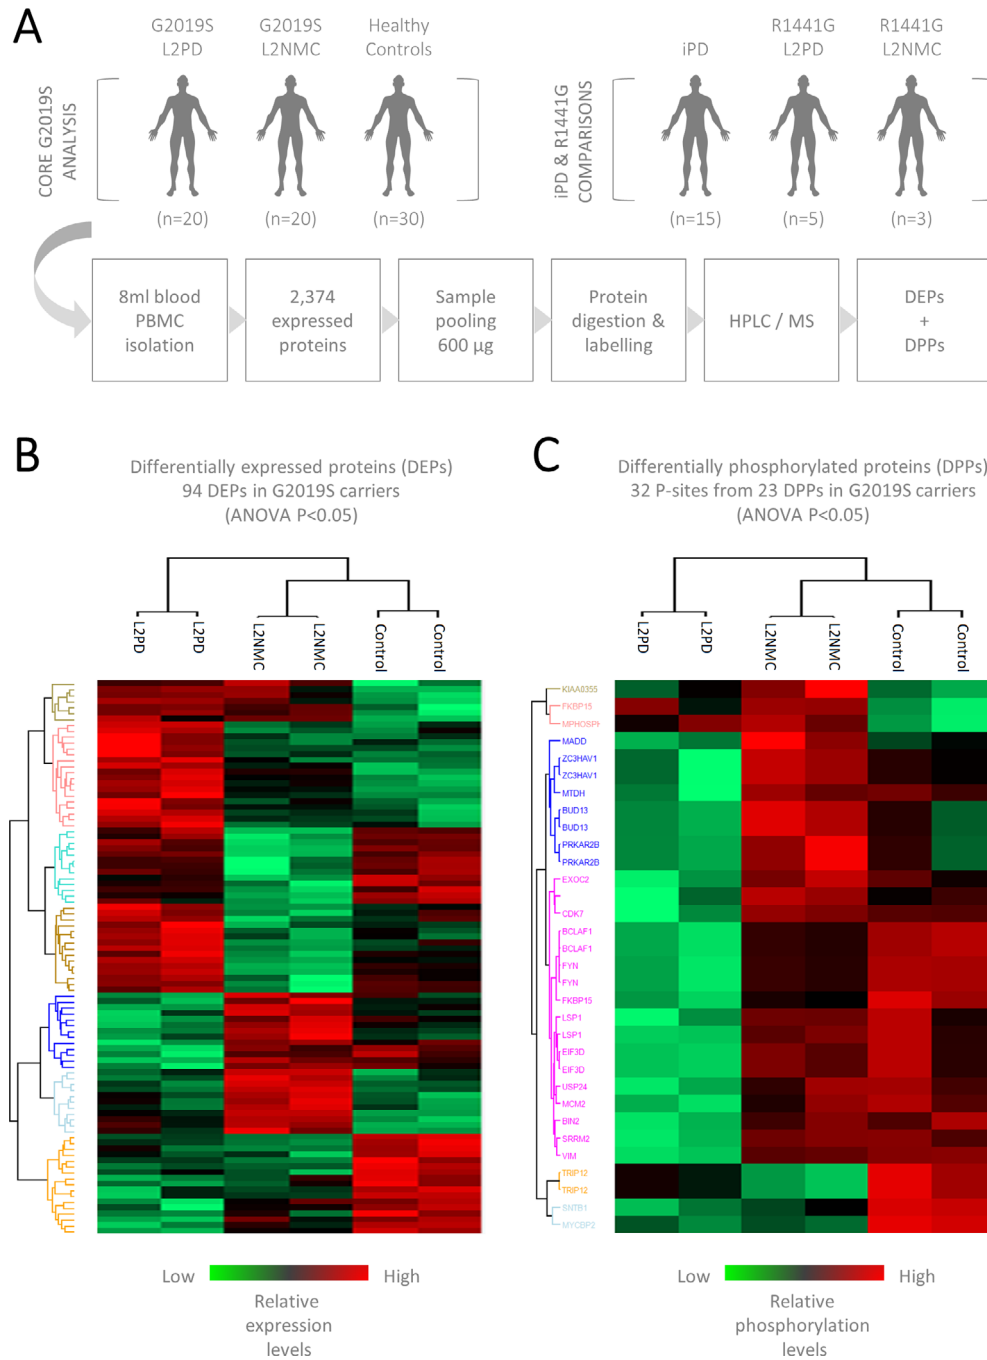 A
G2019S
L2PD
G2019S
L2NMC
Healthy
Controls
iPD
R1441G
L2PD
R1441G
L2NMC
CORE G2019S
ANALYSIS
iPD & R1441G
COMPARISONS
(n=20)
(n=20)
(n=30)
(n=15)
(n=5)
(n=3)
8ml blood
PBMC
isolation
2,374
expressed
proteins
Sample
pooling
600 µg
Protein
digestion &
labelling
HPLC / MS
DEPs
+
DPPs
B
Differentially expressed proteins (DEPs)
94 DEPs in G2019S carriers
(ANOVA P<0.05)
L2PD
L2PD
L2NMC
L2NMC
Control
Control
Low
High
Relative
expression
levels
C
Differentially phosphorylated proteins (DPPs)
32 P-sites from 23 DPPs in G2019S carriers
(ANOVA P<0.05)
L2PD
L2PD
L2NMC
L2NMC
Control
Control
KIAA0355
FKBP15
MADD
ZC3HAV1
ZC3HAV1
MTDH
BUD13
BUD13
PRKAR2B
PRKAR2B
EXOC2
CDK7
BCLAF1
BCLAF1
FYN
FYN
FKBP15
LSP1
LSP1
EIF3D
EIF3D
USP24
MCM2
BIN2
SRRM2
VIM
TRIP12
TRIP12
SNTB1
MYCBP2
Low
High
Relative
phosphorylation
levels